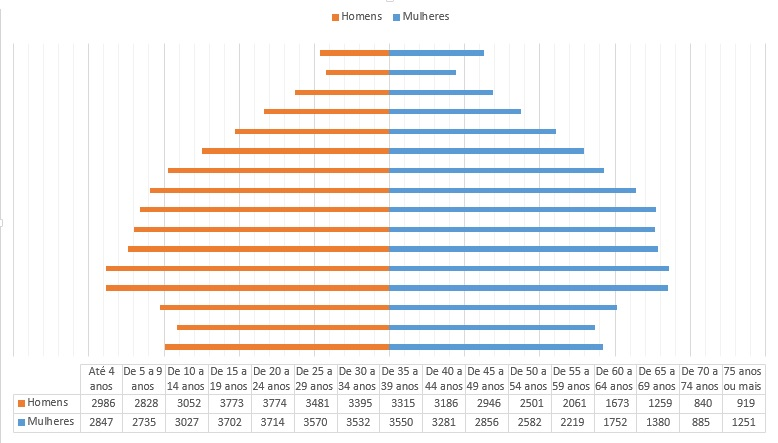 Homens Mulheres
Até 4 anos De 5 a 9 anos De 10 a 14 anos De 15 a 19 anos De 20 a 24 anos De 25 a 29 anos De 30 a 34 anos De 35 a 39 anos De 40 a 44 anos De 45 a 49 anos De 50 a 54 anos De 55 a 59 anos De 60 a 64 anos De 65 a 69 anos De 70 a 74 anos 75 anos ou mais
Homens 2986 2828 3052 3773 3774 3481 3395 3315 3186 2946 2501 2061 1673 1259 840 919
Mulheres 2847 2735 3027 3702 3714 3570 3532 3550 3281 2856 2582 2219 1752 1380 885 1251